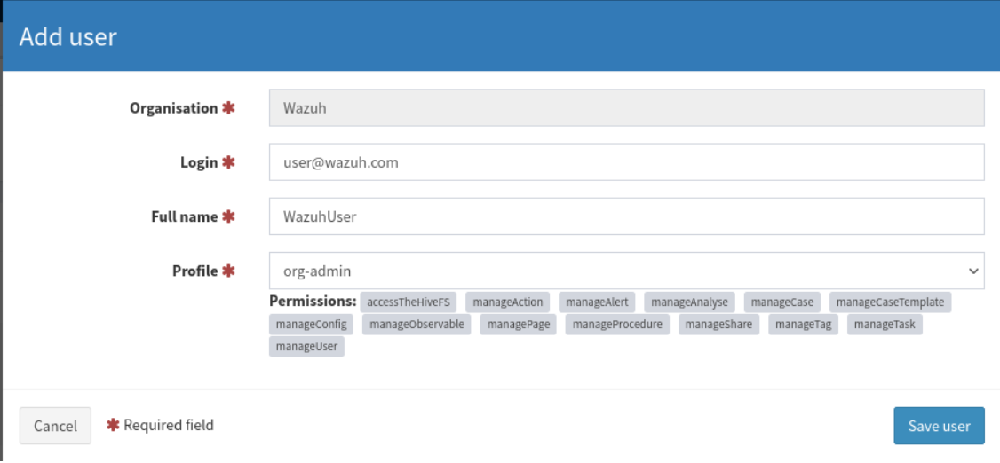 Add user
Organisation ✱ Wazuh
Login ✱ user@wazuh.com
Full name ✱ WazuhUser
Profile ✱ org-admin
Permissions: accessTheHiveFS manageAction manageAlert manageAnalyse manageCase manageCaseTemplate
manageConfig manageObservable managePage manageProcedure manageShare manageTag manageTask
manageUser
Cancel ✱ Required field Save user